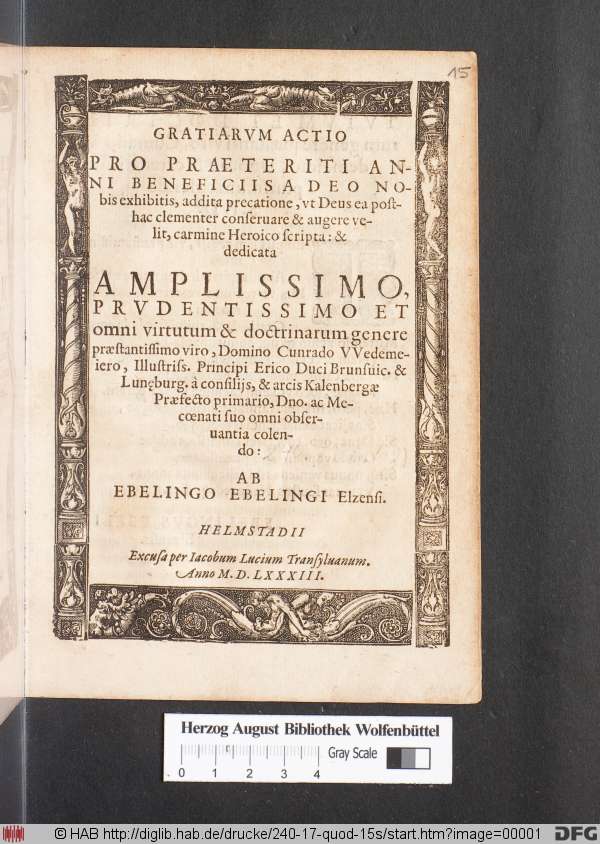 15
GRATIARVM ACTIO
PRO PRAETERITI AN-
NI BENEFICIIS A DEO NO-
bis exhibitis, addita precatione, vt Deus ea post-
hac clementer conseruare & augere ve-
lit, carmine Heroico scripta: &
dedicata
AMPLISSIMO,
PRVDENTISSIMO ET
omni virtutum & doctrinarum genere
præstantissimo viro, Domino Cunrado VVedeme-
iero, Illustriss. Principi Erico Duci Brunsuic. &
Lunęburg. à consilijs, & arcis Kalenbergæ
Præfecto primario, Dno. ac Me-
cœnati suo omni obser-
uantia colen-
do:
AB
EBELINGO EBELINGI Elzensi.
HELMSTADII
Excusa per Iacobum Lucium Transyluanum.
Anno M. D. LXXXIII.
Herzog August Bibliothek Wolfenbüttel
Gray Scale
0 1 2 3 4
© HAB http://diglib.hab.de/drucke/240-17-quod-15s/start.htm?image=00001
DFG